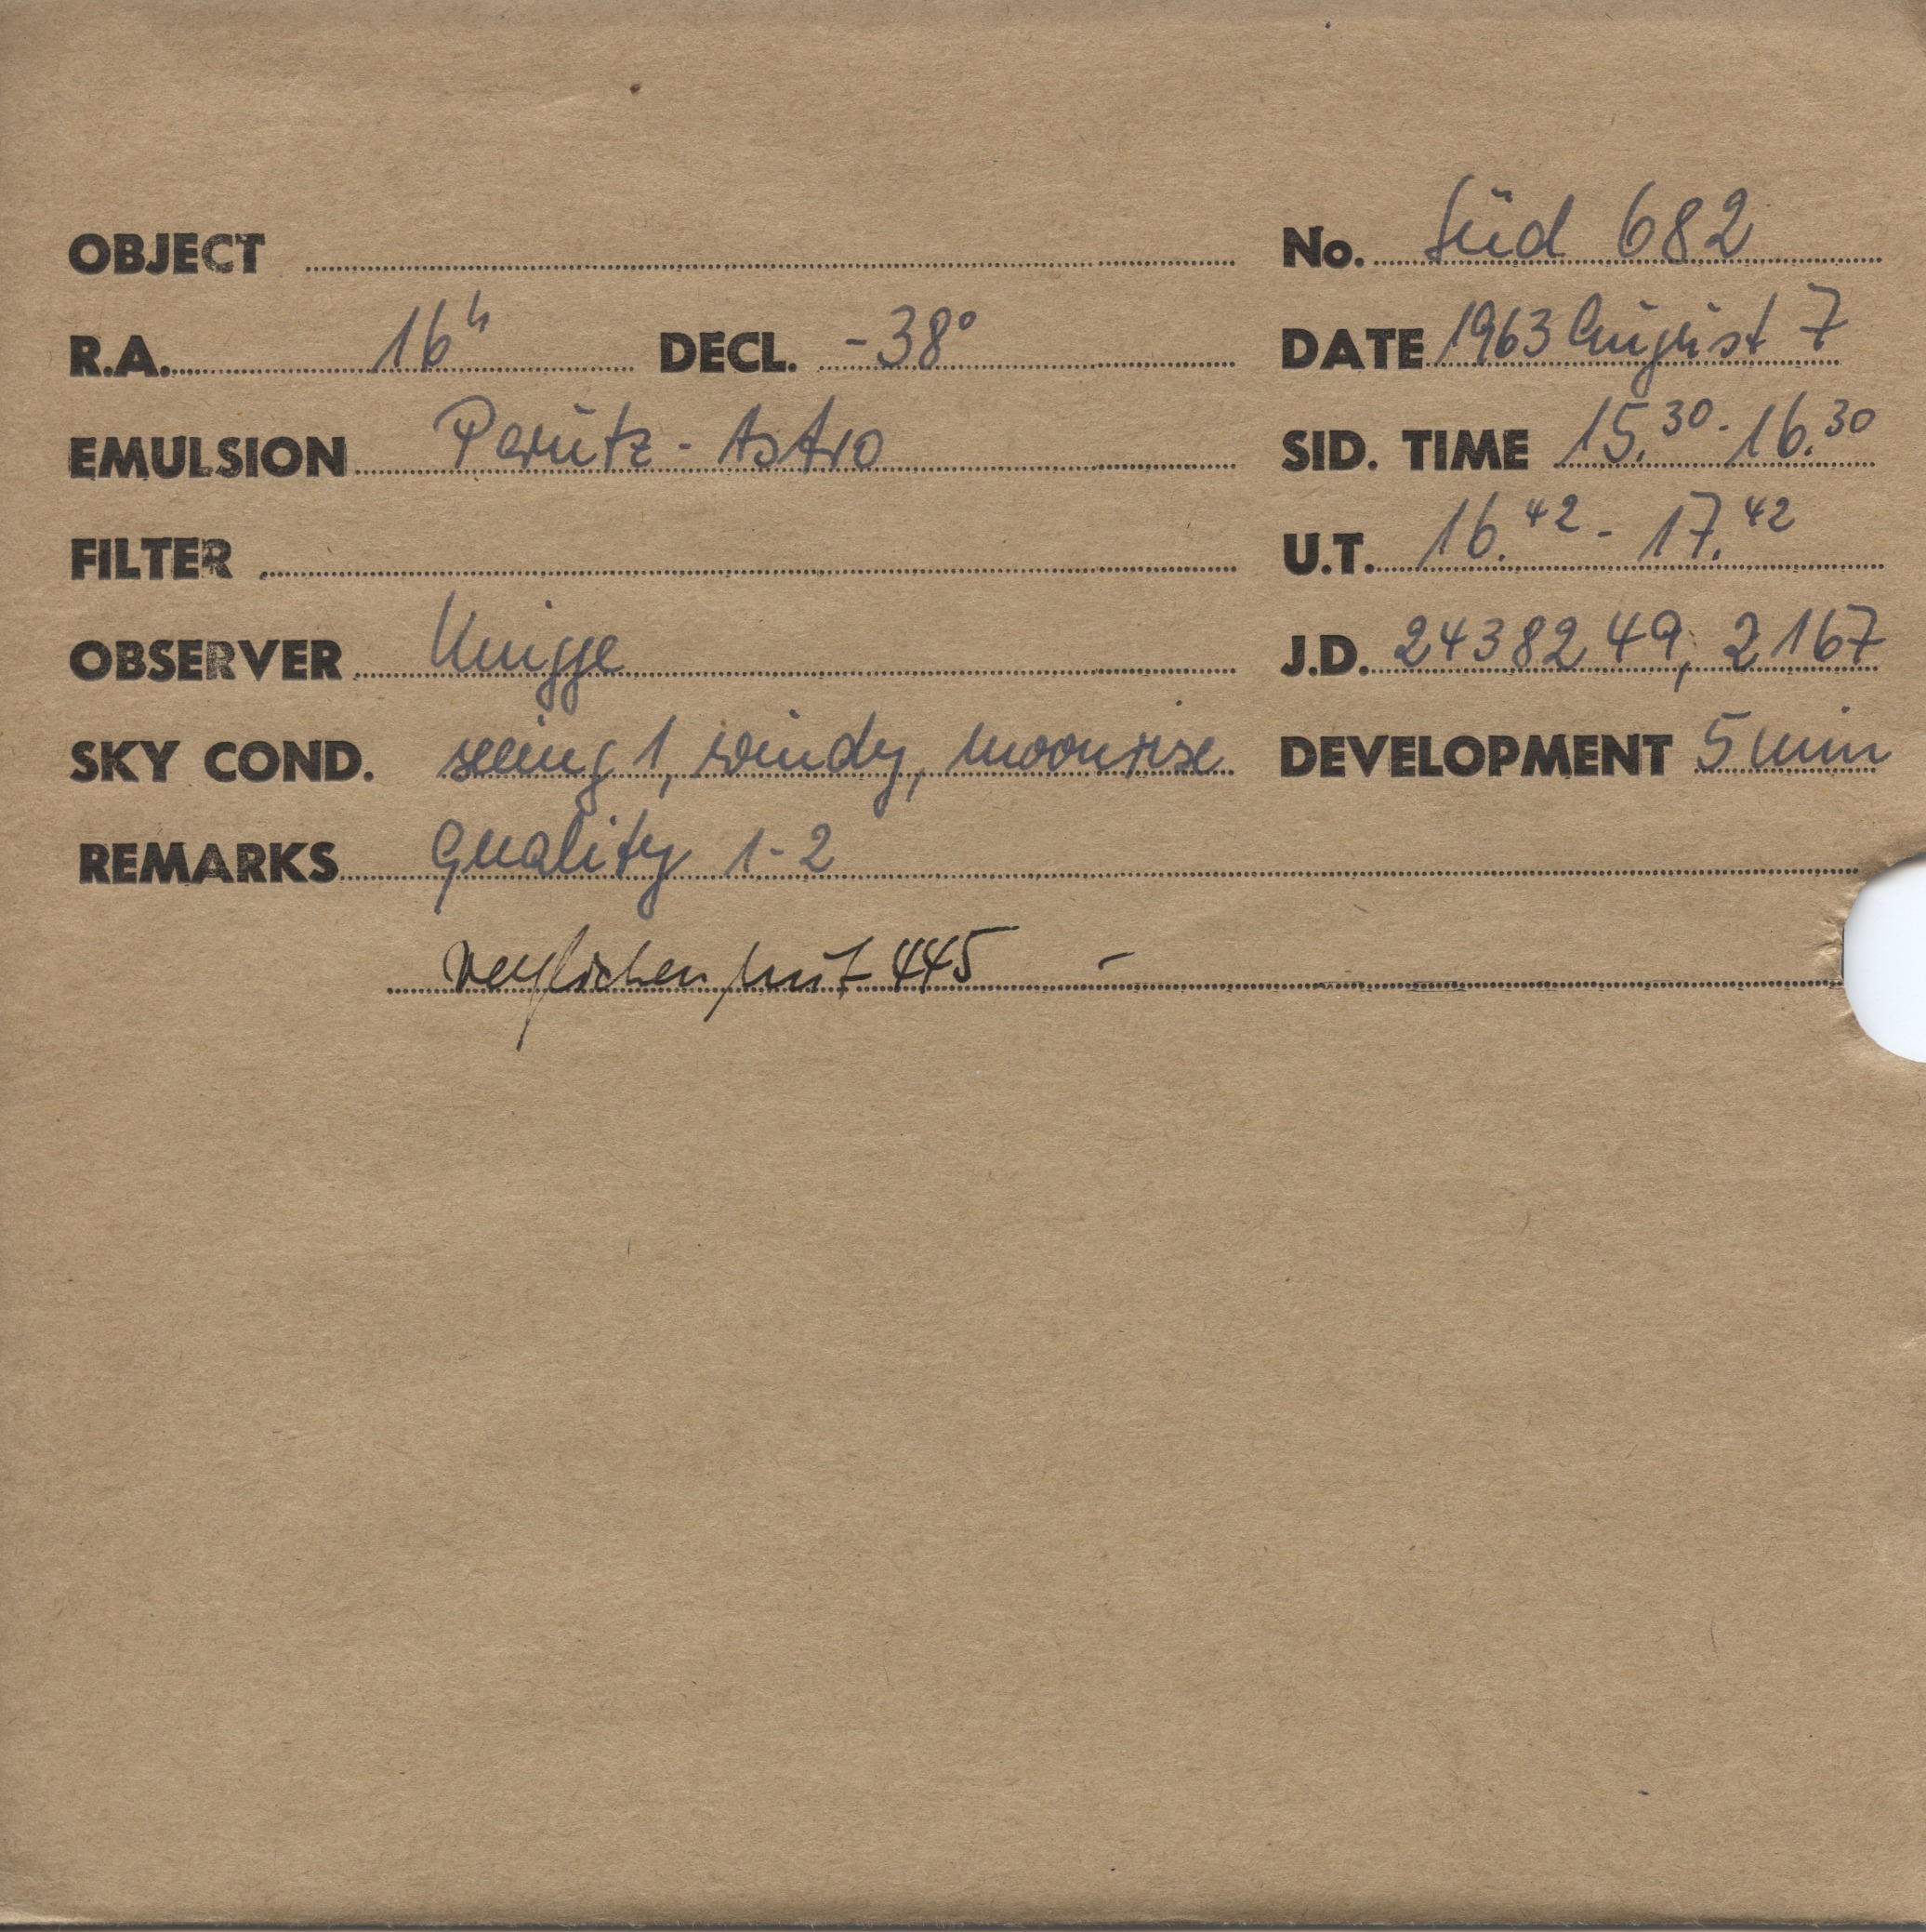 OBJECT No. Süd 682
R.A. 16ʰ DECL. -38° DATE 1963 August 7
EMULSION Perutz - Astro SID. TIME 15.³⁰ - 16.³⁰
FILTER U.T. 16.⁴² - 17.⁴²
OBSERVER Knigge J.D. 2438249, 2167
SKY COND. seeing 1, windy, moonrise DEVELOPMENT 5 min
REMARKS quality 1-2
verglichen mit 445 -